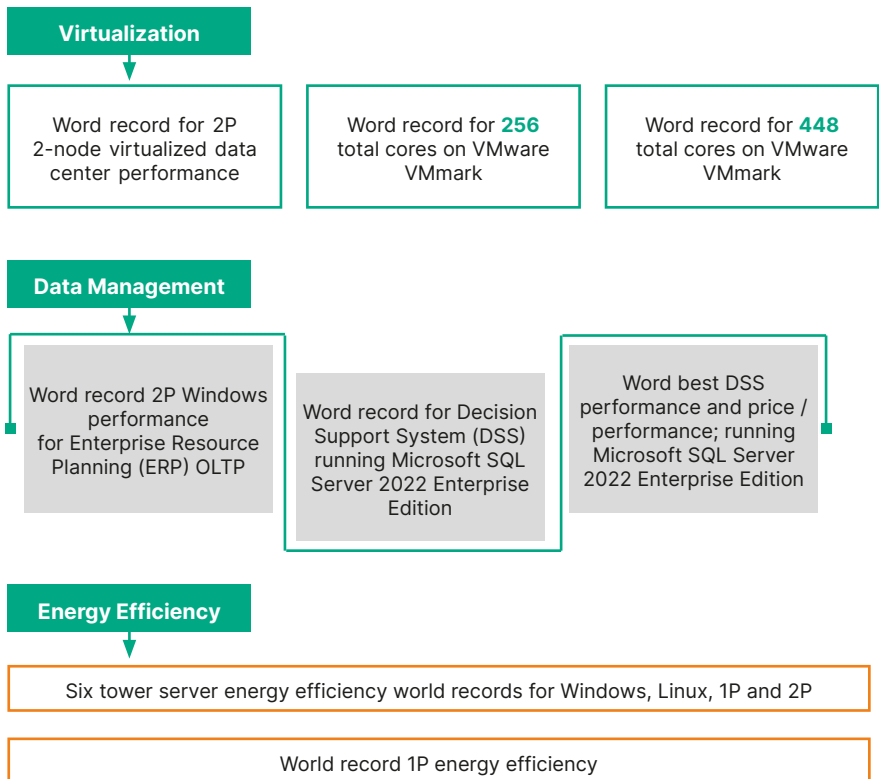 Virtualization
Word record for 2P
2-node virtualized data
center performance
Word record for 256
total cores on VMware
VMmark
Word record for 448
total cores on VMware
VMmark
Data Management
Word record 2P Windows
performance
for Enterprise Resource
Planning (ERP) OLTP
Word record for Decision
Support System (DSS)
running Microsoft SQL
Server 2022 Enterprise
Edition
Word best DSS
performance and price /
performance; running
Microsoft SQL Server
2022 Enterprise Edition
Energy Efficiency
Six tower server energy efficiency world records for Windows, Linux, 1P and 2P
World record 1P energy efficiency